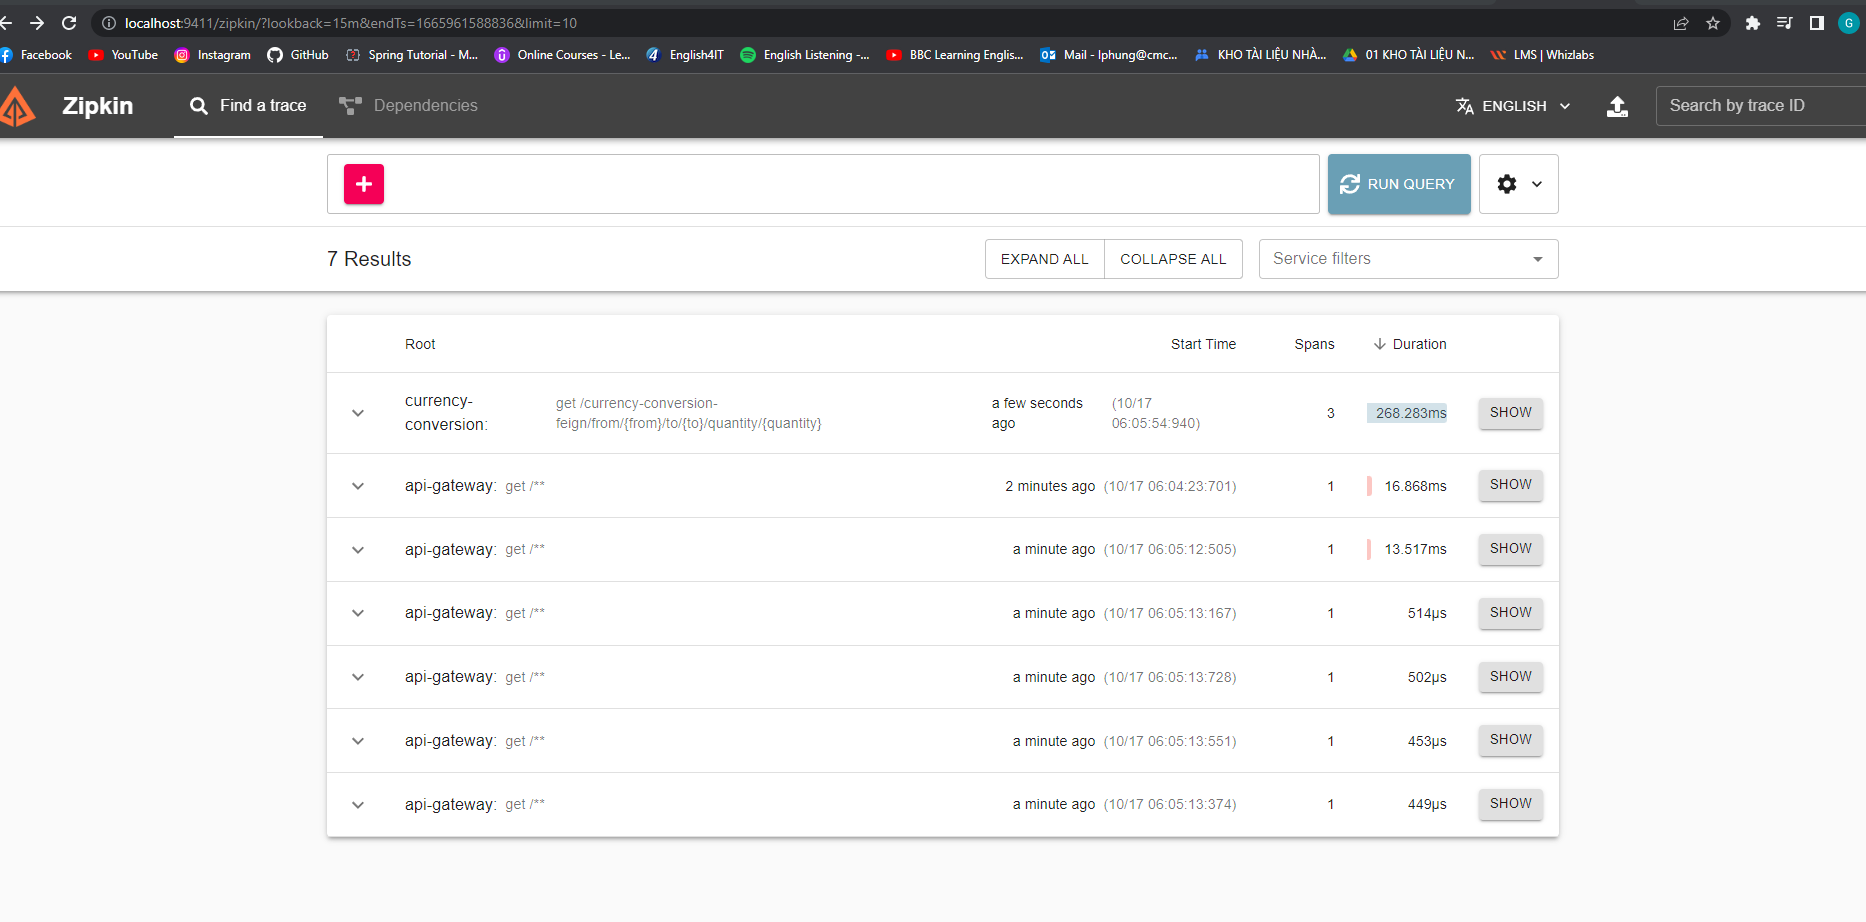 localhost:9411/zipkin/?lookback=15m&endTs=1665961588836&limit=10
G
Facebook YouTube Instagram GitHub Spring Tutorial - M... Online Courses - Le... English4IT English Listening -... BBC Learning Englis... Mail - lphung@cmc... KHO TÀI LIỆU NHÀ... 01 KHO TÀI LIỆU N... LMS | Whizlabs
Zipkin Find a trace Dependencies ENGLISH Search by trace ID
RUN QUERY
7 Results EXPAND ALL COLLAPSE ALL Service filters
Root Start Time Spans Duration
currency-conversion: get /currency-conversion-feign/from/{from}/to/{to}/quantity/{quantity} a few seconds ago (10/17 06:05:54:940) 3 268.283ms SHOW
api-gateway: get /** 2 minutes ago (10/17 06:04:23:701) 1 16.868ms SHOW
api-gateway: get /** a minute ago (10/17 06:05:12:505) 1 13.517ms SHOW
api-gateway: get /** a minute ago (10/17 06:05:13:167) 1 514μs SHOW
api-gateway: get /** a minute ago (10/17 06:05:13:728) 1 502μs SHOW
api-gateway: get /** a minute ago (10/17 06:05:13:551) 1 453μs SHOW
api-gateway: get /** a minute ago (10/17 06:05:13:374) 1 449μs SHOW